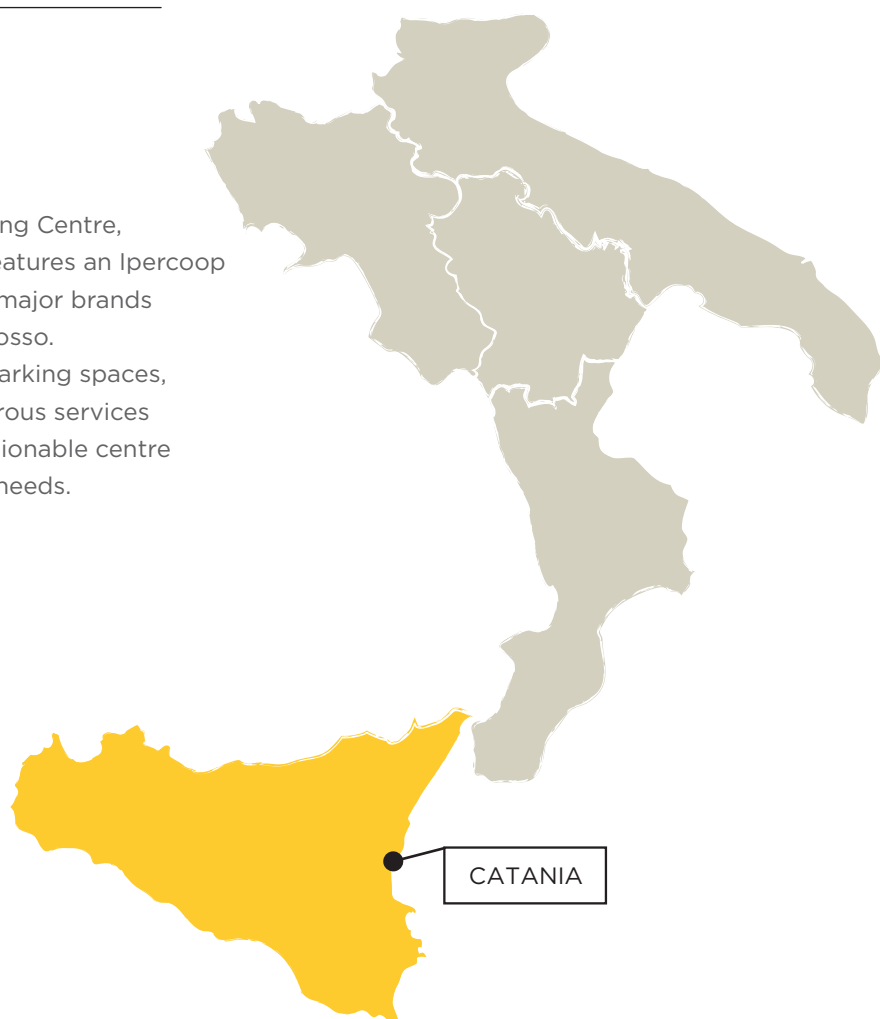 ng Centre,
eatures an Ipercoop
major brands
osso.
arking spaces,
rous services
ionable centre
needs.
CATANIA